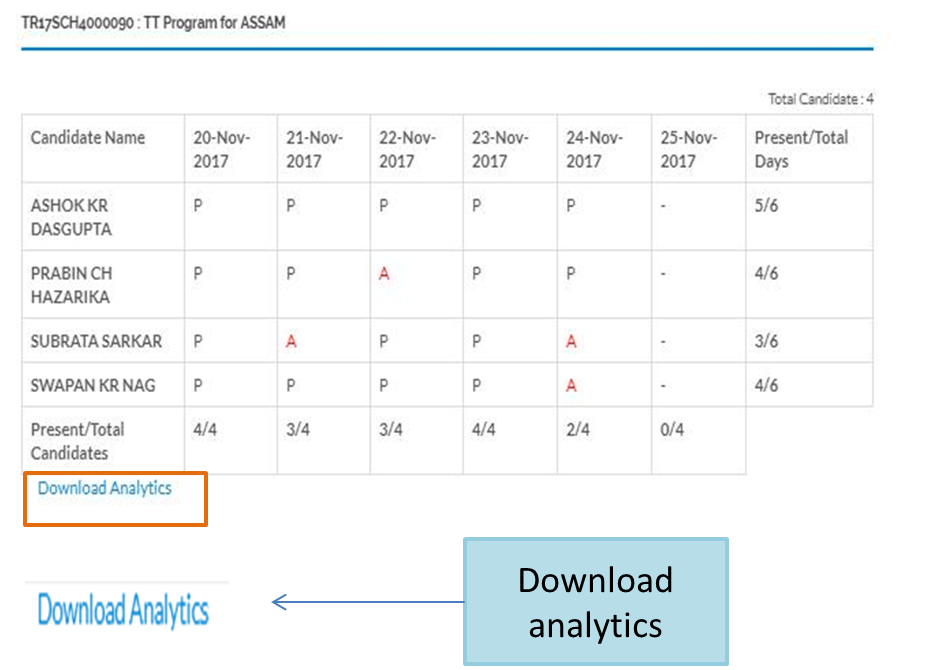 TR17SCH4000090 : TT Program for ASSAM
Total Candidate : 4
Candidate Name 20-Nov-2017 21-Nov-2017 22-Nov-2017 23-Nov-2017 24-Nov-2017 25-Nov-2017 Present/Total Days
ASHOK KR DASGUPTA P P P P P - 5/6
PRABIN CH HAZARIKA P P A P P - 4/6
SUBRATA SARKAR P A P P A - 3/6
SWAPAN KR NAG P P P P A - 4/6
Present/Total Candidates 4/4 3/4 3/4 4/4 2/4 0/4
Download Analytics
Download Analytics
Download
analytics